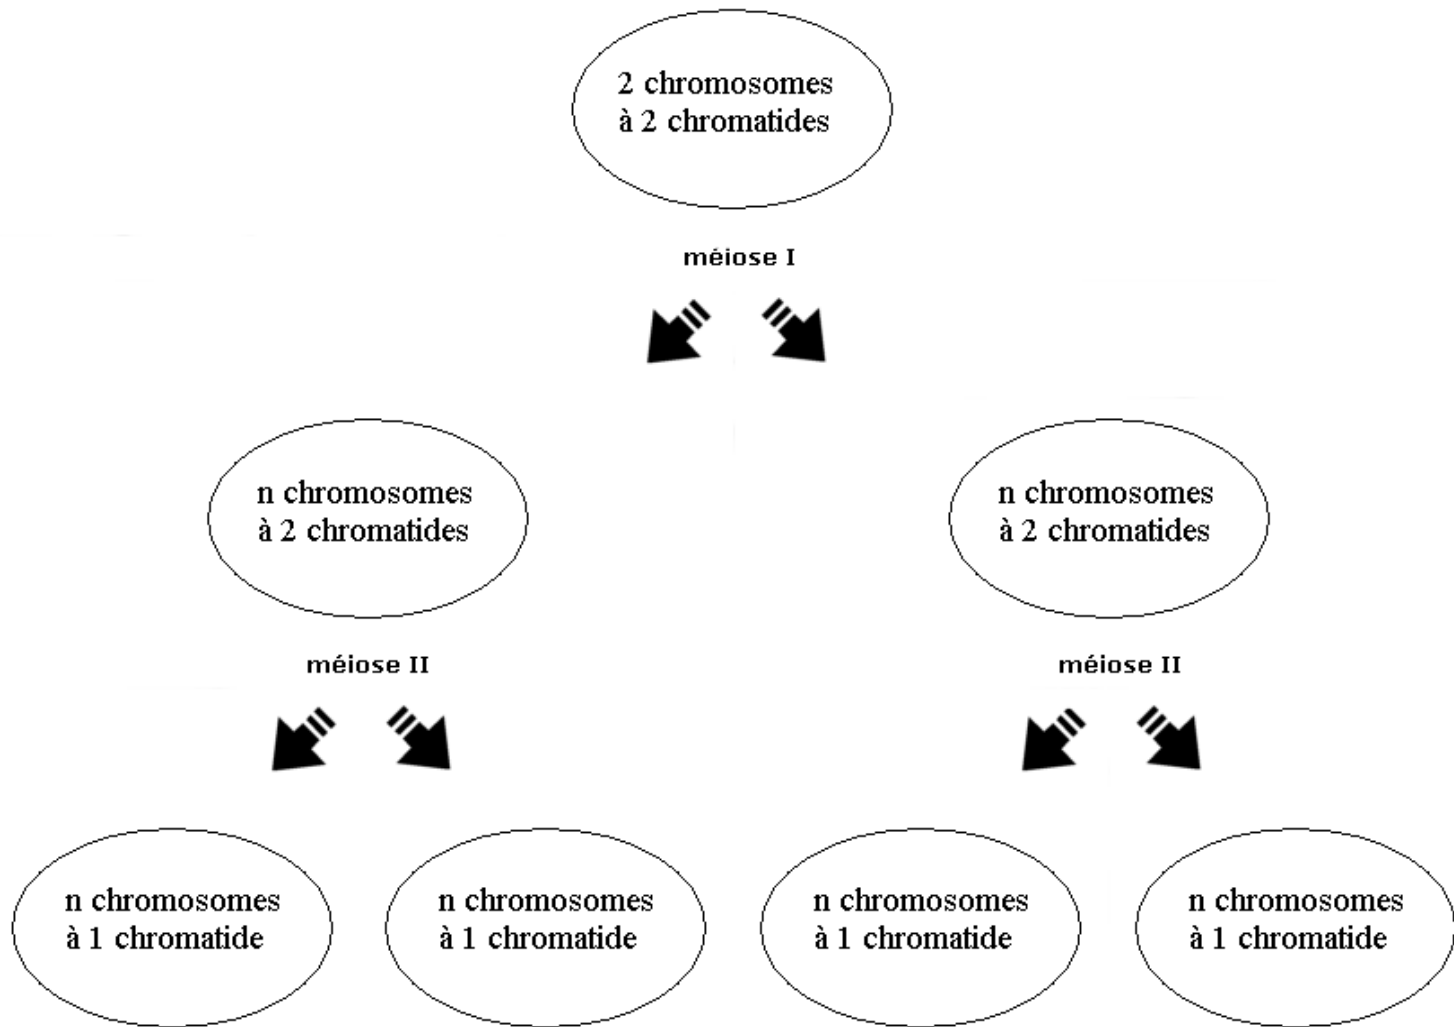 2 chromosomes
à 2 chromatides
méiose I
n chromosomes
à 2 chromatides
n chromosomes
à 2 chromatides
méiose II
méiose II
n chromosomes
à 1 chromatide
n chromosomes
à 1 chromatide
n chromosomes
à 1 chromatide
n chromosomes
à 1 chromatide